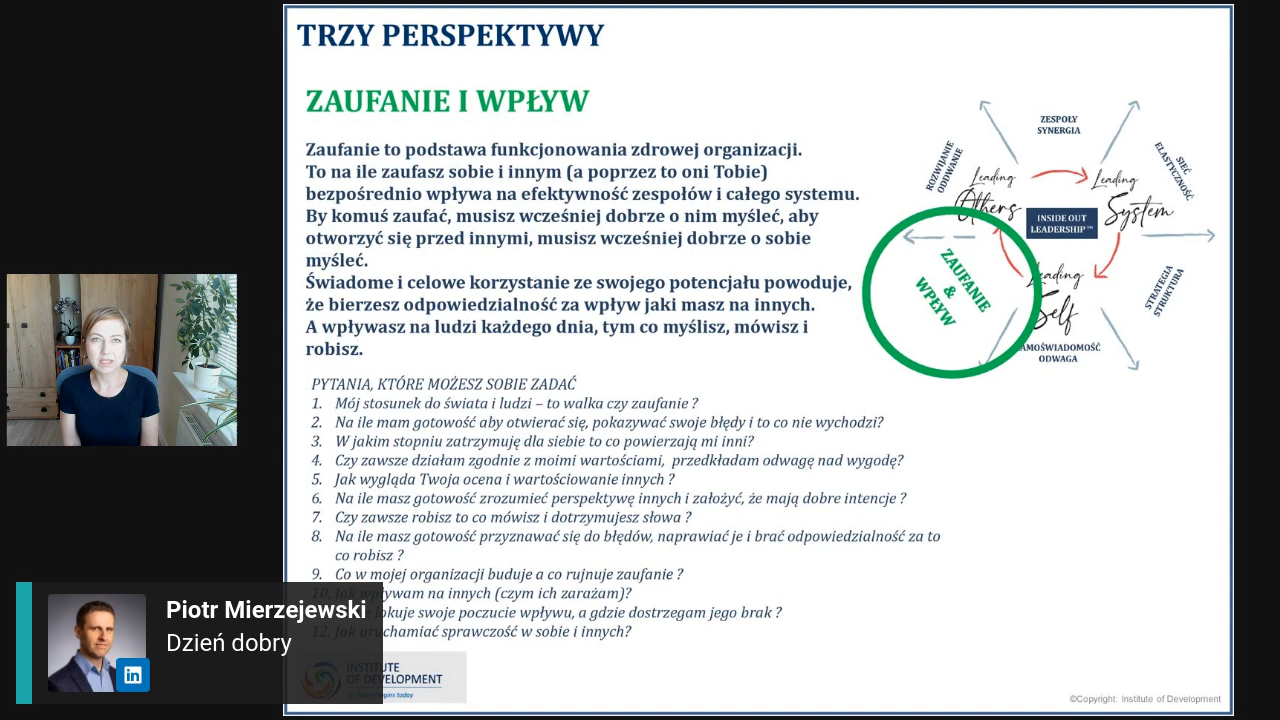 TRZY PERSPEKTYWY
ZAUFANIE I WPŁYW
Zaufanie to podstawa funkcjonowania zdrowej organizacji.
To na ile zaufasz sobie i innym (a poprzez to oni Tobie)
bezpośrednio wpływa na efektywność zespołów i całego systemu.
By komuś zaufać, musisz wcześniej dobrze o nim myśleć, aby
otworzyć się przed innymi, musisz wcześniej dobrze o sobie
myśleć.
Świadome i celowe korzystanie ze swojego potencjału powoduje,
że bierzesz odpowiedzialność za wpływ jaki masz na innych.
A wpływasz na ludzi każdego dnia, tym co myślisz, mówisz i
robisz.
PYTANIA, KTÓRE MOŻESZ SOBIE ZADAĆ
1. Mój stosunek do świata i ludzi – to walka czy zaufanie ?
2. Na ile mam gotowość aby otwierać się, pokazywać swoje błędy i to co nie wychodzi?
3. W jakim stopniu zatrzymuję dla siebie to co powierzają mi inni?
4. Czy zawsze działam zgodnie z moimi wartościami, przedkładam odwagę nad wygodę?
5. Jak wygląda Twoja ocena i wartościowanie innych ?
6. Na ile masz gotowość zrozumieć perspektywę innych i założyć, że mają dobre intencje ?
7. Czy zawsze robisz to co mówisz i dotrzymujesz słowa ?
8. Na ile masz gotowość przyznawać się do błędów, naprawiać je i brać odpowiedzialność za to
co robisz ?
9. Co w mojej organizacji buduje a co rujnuje zaufanie ?
10. Jak wpływam na innych (czym ich zarażam)?
lokuje swoje poczucie wpływu, a gdzie dostrzegam jego brak ?
12. Jak uruchamiać sprawczość w sobie i innych?
ZESPOŁY
SYNERGIA
ROZWIJANIE
ODDWANIE
SIEĆ
ELASTYCZNOŚĆ
Leading
Others
Leading
System
INSIDE OUT
LEADERSHIP™
ZAUFANIE
&
WPŁYW
Leading
Self
STRATEGIA
STRUKTURA
AMOŚWIADOMOŚĆ
ODWAGA
Piotr Mierzejewski
Dzień dobry
in
INSTITUTE
OF DEVELOPMENT
begins today
©Copyright: Institute of Development